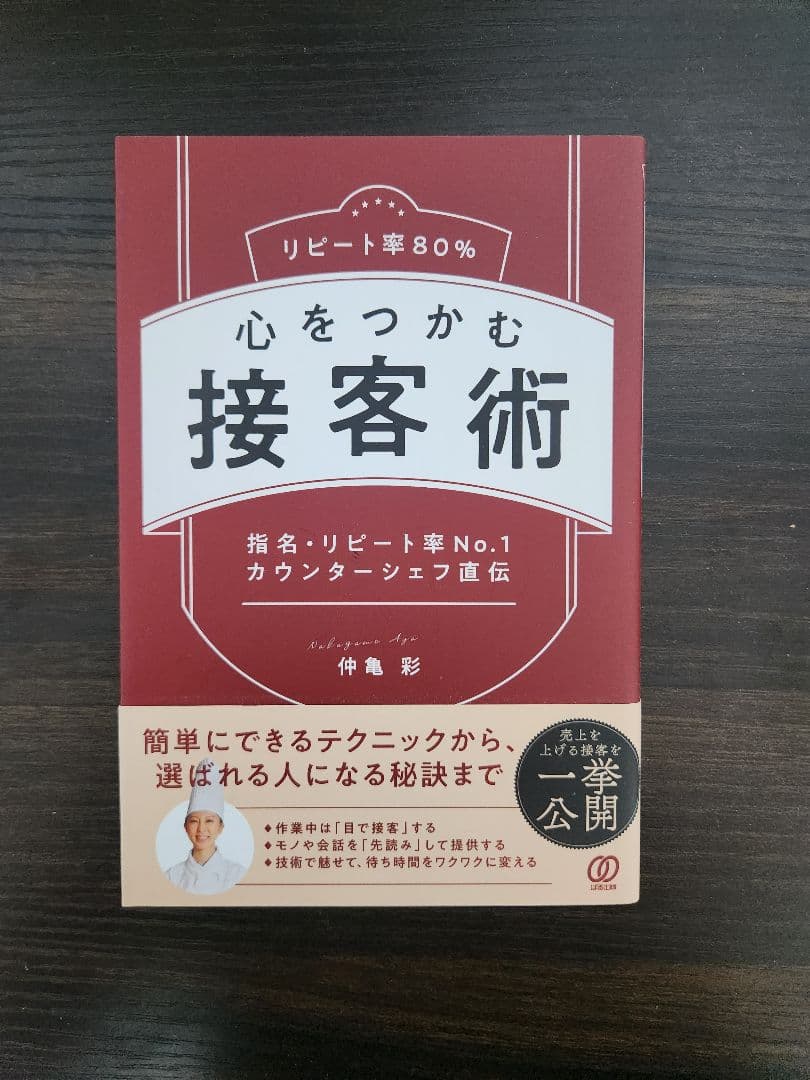 リピート率80%
心をつかむ
接客術
指名・リピート率No.1
カウンターシェフ直伝
Nakagame Aya
仲亀 彩
簡単にできるテクニックから、
選ばれる人になる秘訣まで
売上を
上げる接客を
一挙
公開
◆作業中は「目で接客」する
◆モノや会話を「先読み」して提供する
◆技術で魅せて、待ち時間をワクワクに変える